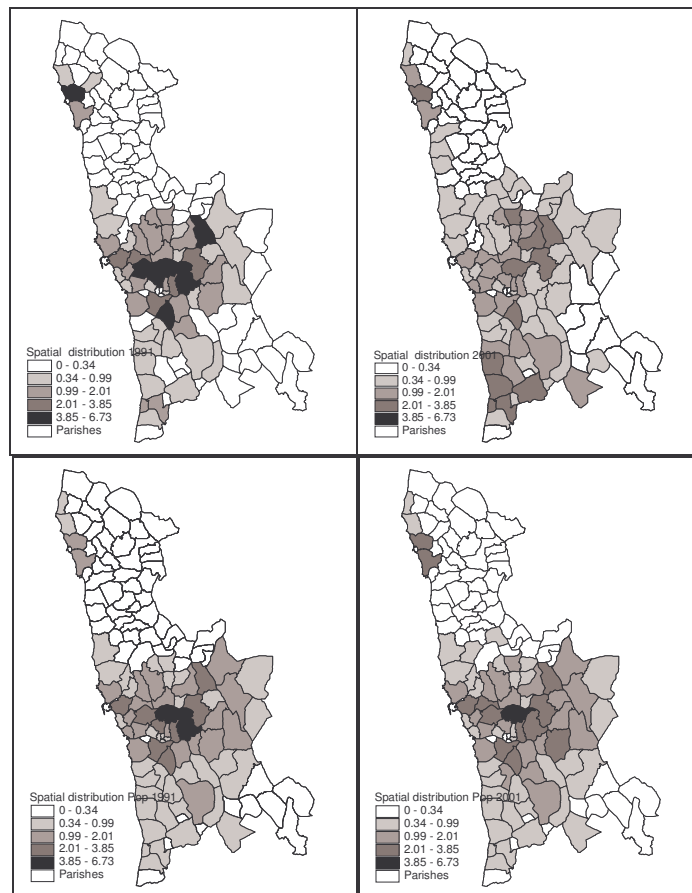 Spatial distribution 1991
0 - 0.34
0.34 - 0.99
0.99 - 2.01
2.01 - 3.85
3.85 - 6.73
Parishes
Spatial distribution 2001
0 - 0.34
0.34 - 0.99
0.99 - 2.01
2.01 - 3.85
3.85 - 6.73
Parishes
Spatial distribution Pop 1991
0 - 0.34
0.34 - 0.99
0.99 - 2.01
2.01 - 3.85
3.85 - 6.73
Parishes
Spatial distribution Pop 2001
0 - 0.34
0.34 - 0.99
0.99 - 2.01
2.01 - 3.85
3.85 - 6.73
Parishes